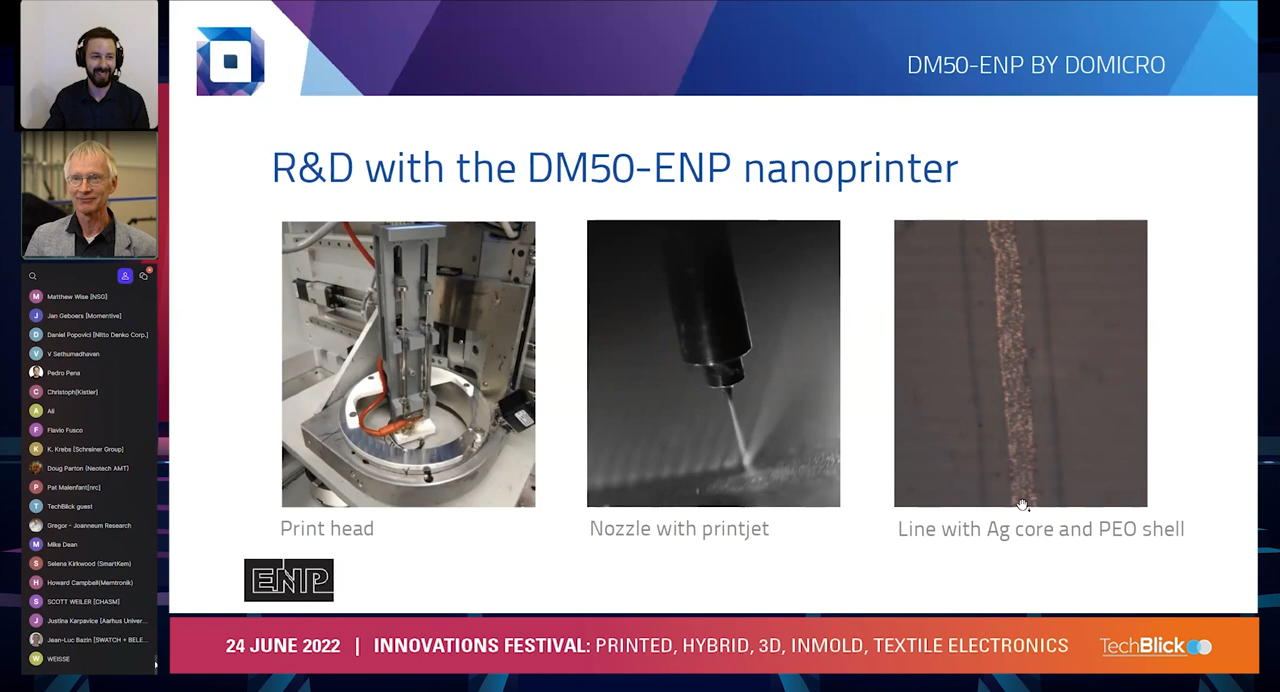 DM50-ENP BY DOMICRO
R&D with the DM50-ENP nanoprinter
Print head
Nozzle with printjet
Line with Ag core and PEO shell
ENP
24 JUNE 2022 | INNOVATIONS FESTIVAL: PRINTED, HYBRID, 3D, INMOLD, TEXTILE ELECTRONICS
TechBlick
M Matthew Wise [NSG]
J Jan Geboers [Momentive]
D Daniel Popovici [Nitto Denko Corp.]
V V Sethumadhaven
Pedro Pena
C Christoph[Kistler]
A Ali
F Flavio Fusco
K K. Krebs [Schreiner Group]
Doug Parton (Neotech AMT)
P Pat Malenfant[nrc]
T TechBlick guest
Gregor - Joanneum Research
M Mike Dean
S Selena Kirkwood (SmartKem)
H Howard Campbell(Memtronik)
S SCOTT WEILER [CHASM]
J Justina Karpavice [Aarhus Univer...
Jean-Luc Bazin [SWATCH + BELE...
W WEISSE